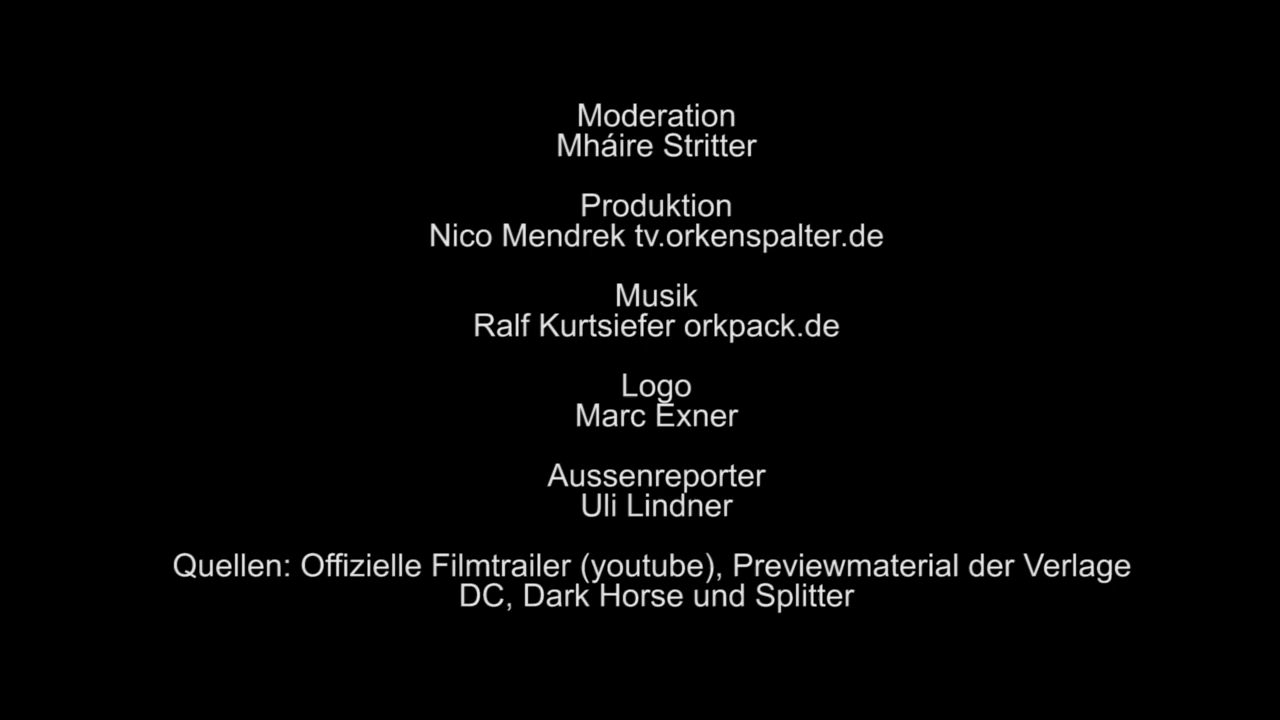 Moderation
Mháire Stritter
Produktion
Nico Mendrek tv.orkenspalter.de
Musik
Ralf Kurtsiefer orkpack.de
Logo
Marc Exner
Aussenreporter
Uli Lindner
Quellen: Offizielle Filmtrailer (youtube), Previewmaterial der Verlage
DC, Dark Horse und Splitter